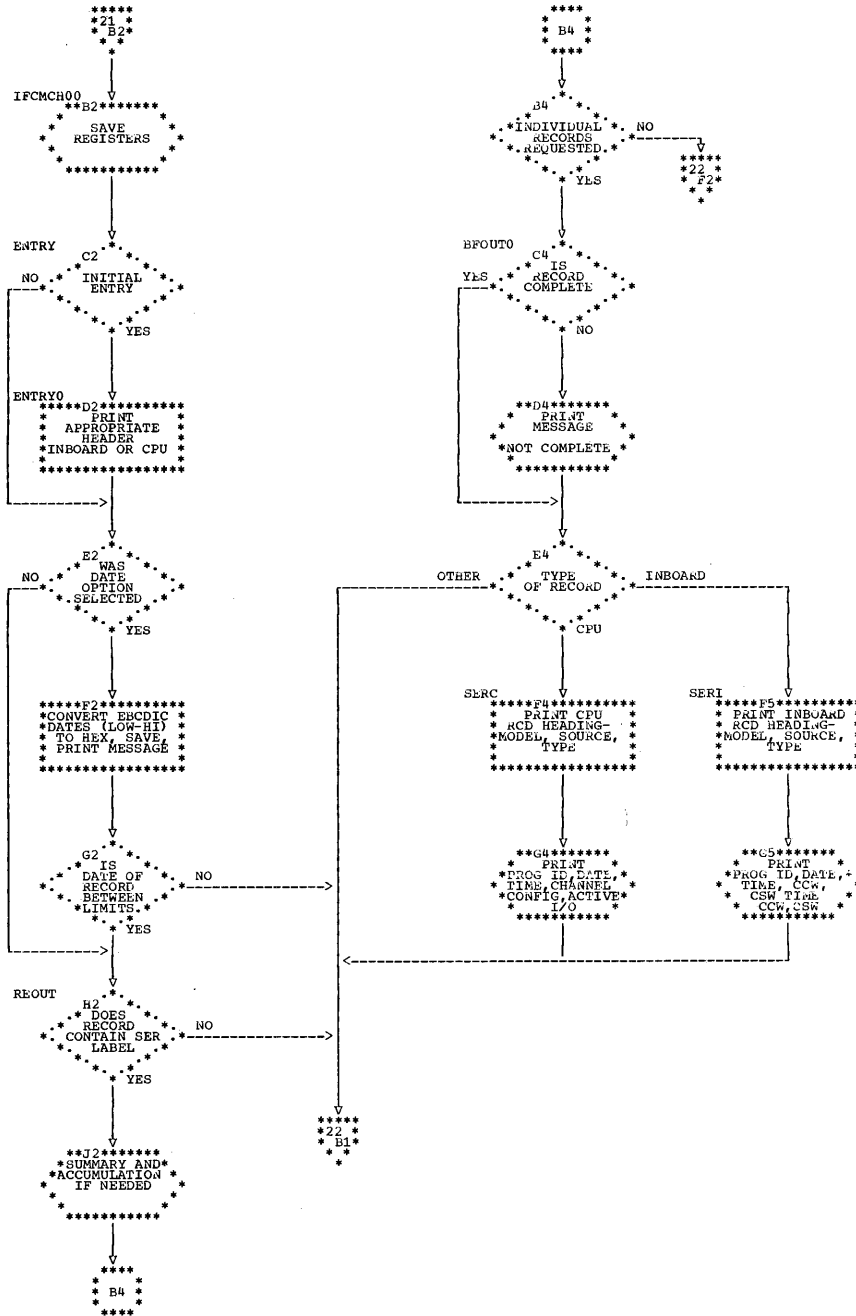 21
B2
IFCMCH00
B2
SAVE
REGISTERS
ENTRY
C2
NO
INITIAL
ENTRY
YES
ENTRY0
D2
PRINT
APPROPRIATE
HEADER
INBOARD OR CPU
E2
WAS
NO
DATE
OPTION
SELECTED
YES
F2
CONVERT EBCDIC
DATES (LOW-HI)
TO HEX, SAVE,
PRINT MESSAGE
G2
IS
DATE OF
RECORD
BETWEEN
LIMITS.
NO
YES
REOUT
H2
DOES
RECORD
CONTAIN SER
LABEL
NO
YES
J2
SUMMARY AND
ACCUMULATION
IF NEEDED
B4
B4
B4
INDIVIDUAL
RECORDS
REQUESTED.
NO
YES
22
F2
BFOUT0
C4
IS
YES
RECORD
COMPLETE
NO
D4
PRINT
MESSAGE
NOT COMPLETE
E4
OTHER
TYPE
OF RECORD
INBOARD
CPU
SERC
F4
PRINT CPU
RCD HEADING-
MODEL, SOURCE,
TYPE
SERI
F5
PRINT INBOARD
RCD HEADING-
MODEL, SOURCE,
TYPE
G4
PRINT
PROG ID,DATE,
TIME,CHANNEL
CONFIG,ACTIVE
I/O
G5
PRINT
PROG ID,DATE,
TIME, CCW,
CSW TIME
CCW,CSW
22
B1